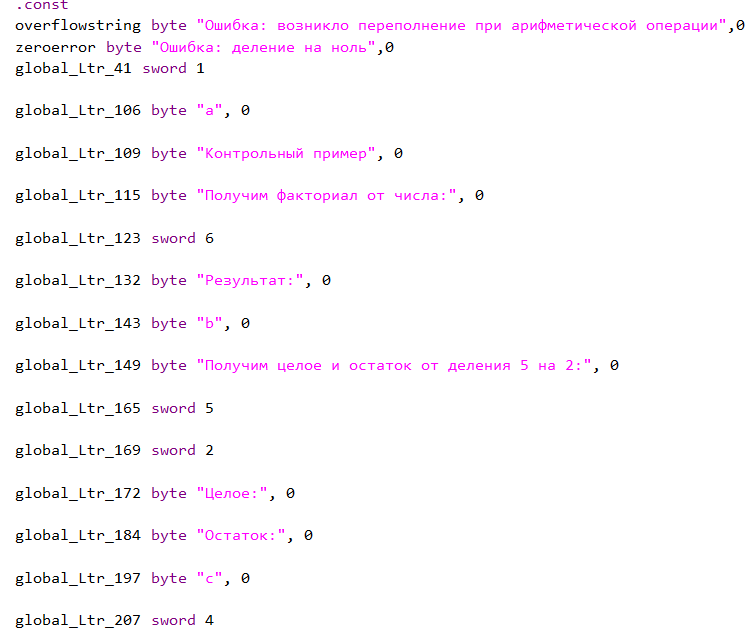 .const
overflowstring byte "Ошибка: возникло переполнение при арифметической операции",0
zeroerror byte "Ошибка: деление на ноль",0
global_Ltr_41 sword 1
global_Ltr_106 byte "a", 0
global_Ltr_109 byte "Контрольный пример", 0
global_Ltr_115 byte "Получим факториал от числа:", 0
global_Ltr_123 sword 6
global_Ltr_132 byte "Результат:", 0
global_Ltr_143 byte "b", 0
global_Ltr_149 byte "Получим целое и остаток от деления 5 на 2:", 0
global_Ltr_165 sword 5
global_Ltr_169 sword 2
global_Ltr_172 byte "Целое:", 0
global_Ltr_184 byte "Остаток:", 0
global_Ltr_197 byte "c", 0
global_Ltr_207 sword 4